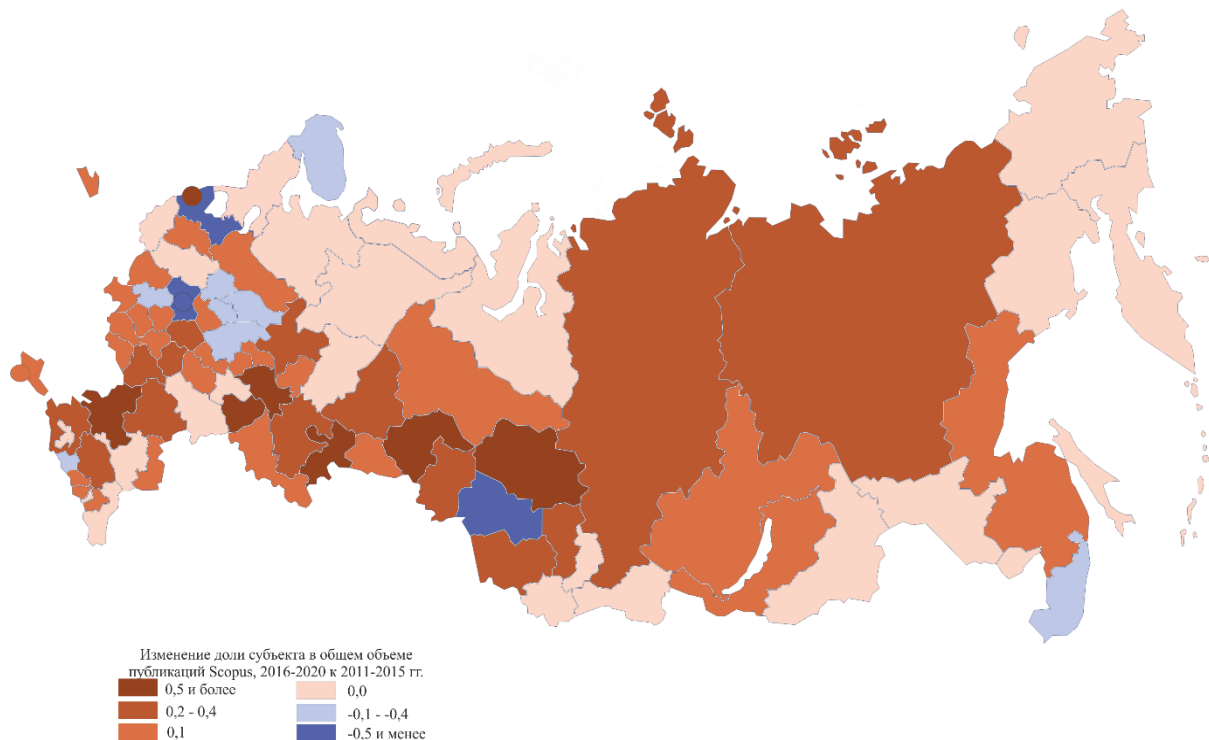 Изменение доли субъекта в общем объеме
публикаций Scopus, 2016-2020 к 2011-2015 гг.
0,5 и более
0,2 - 0,4
0,1
0,0
-0,1 - -0,4
-0,5 и менее